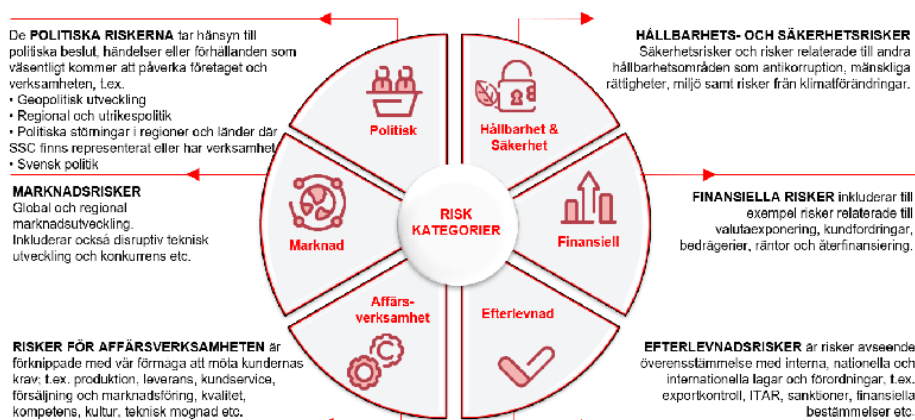 De POLITISKA RISKERNA tar hänsyn till
politiska beslut, händelser eller förhållanden som
väsentligt kommer att påverka företaget och
verksamheten, t.ex.
• Geopolitisk utveckling
• Regional och utrikespolitik
• Politiska störningar i regioner och länder där
SSC finns representerat eller har verksamhet
• Svensk politik
HÅLLBARHETS- OCH SÄKERHETSRISKER
Säkerhetsrisker och risker relaterade till andra
hållbarhetsområden som antikorruption, mänskliga
rättigheter, miljö samt risker från klimatförändringar.
Politisk
Hållbarhet &
Säkerhet
MARKNADSRISKER
Global och regional
marknadsutveckling.
Inkluderar också disruptiv teknisk
utveckling och konkurrens etc.
Marknad
RISK
KATEGORIER
Finansiell
FINANSIELLA RISKER inkluderar till
exempel risker relaterade till
valutaexponering, kundfordringar,
bedrägerier, räntor och återfinansiering.
Affärs-
verksamhet
Efterlevnad
RISKER FÖR AFFÄRSVERKSAMHETEN är
förknippade med vår förmåga att möta kundernas
krav; t.ex. produktion, leverans, kundservice,
försäljning och marknadsföring, kvalitet,
kompetens, kultur, teknisk mognad etc.
EFTERLEVNADSRISKER är risker avseende
överensstämmelse med interna, nationella och
internationella lagar och förordningar, t.ex.
exportkontroll, ITAR, sanktioner, finansiella
bestämmelser etc.